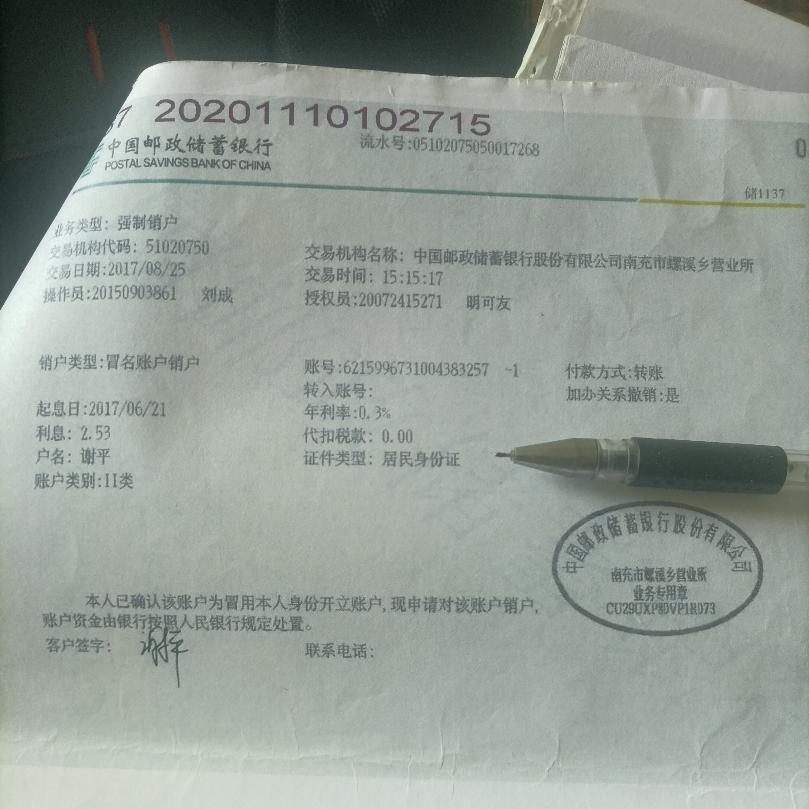 7 20201110102715
中国邮政储蓄银行
POSTAL SAVINGS BANK OF CHINA
流水号:05102075050017268
0
储1137
业务类型: 强制销户
交易机构代码: 51020750 交易机构名称: 中国邮政储蓄银行股份有限公司南充市螺溪乡营业所
交易日期:2017/08/25 交易时间: 15:15:17
操作员:20150903861 刘成 授权员:20072415271 明可友
销户类型:冒名账户销户 账号:6215996731004383257 -1 付款方式:转账
转入账号: 加办关系撤销:是
起息日:2017/06/21 年利率:0.3%
利息: 2.53 代扣税款: 0.00
户名: 谢平 证件类型: 居民身份证
账户类别:II类
中国邮政储蓄银行股份有限公司
南充市螺溪乡营业所
业务专用章
本人已确认该账户为冒用本人身份开立账户, 现申请对该账户销户,
账户资金由银行按照人民银行规定处置。
客户签字: 谢平 联系电话: